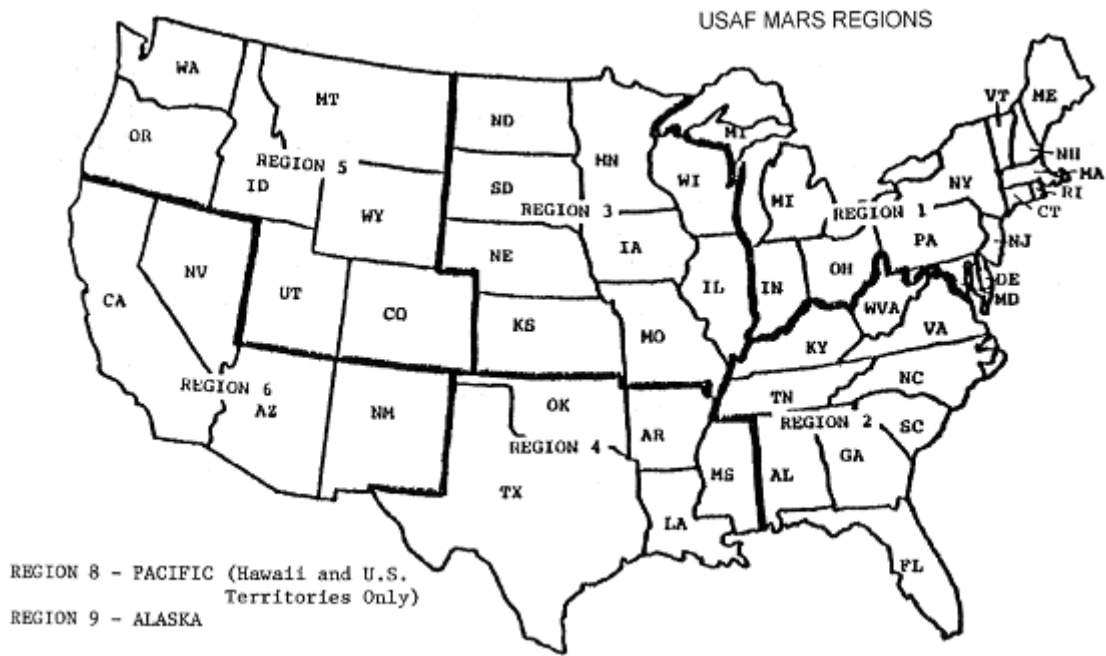 USAF MARS REGIONS
WA
MT
ND
MN
MI
VT
ME
OR
REGION 5
ID
SD
WI
MI
NY
NH
MA
RI
CT
WY
REGION 3
REGION 1
IA
PA
NJ
NE
NV
UT
CA
CO
KS
IL
IN
OH
DE
MD
WVA
VA
MO
KY
REGION 6
AZ
NM
OK
TN
NC
REGION 4
AR
REGION 2
SC
MS
AL
GA
TX
LA
FL
REGION 8 - PACIFIC (Hawaii and U.S.
Territories Only)
REGION 9 - ALASKA